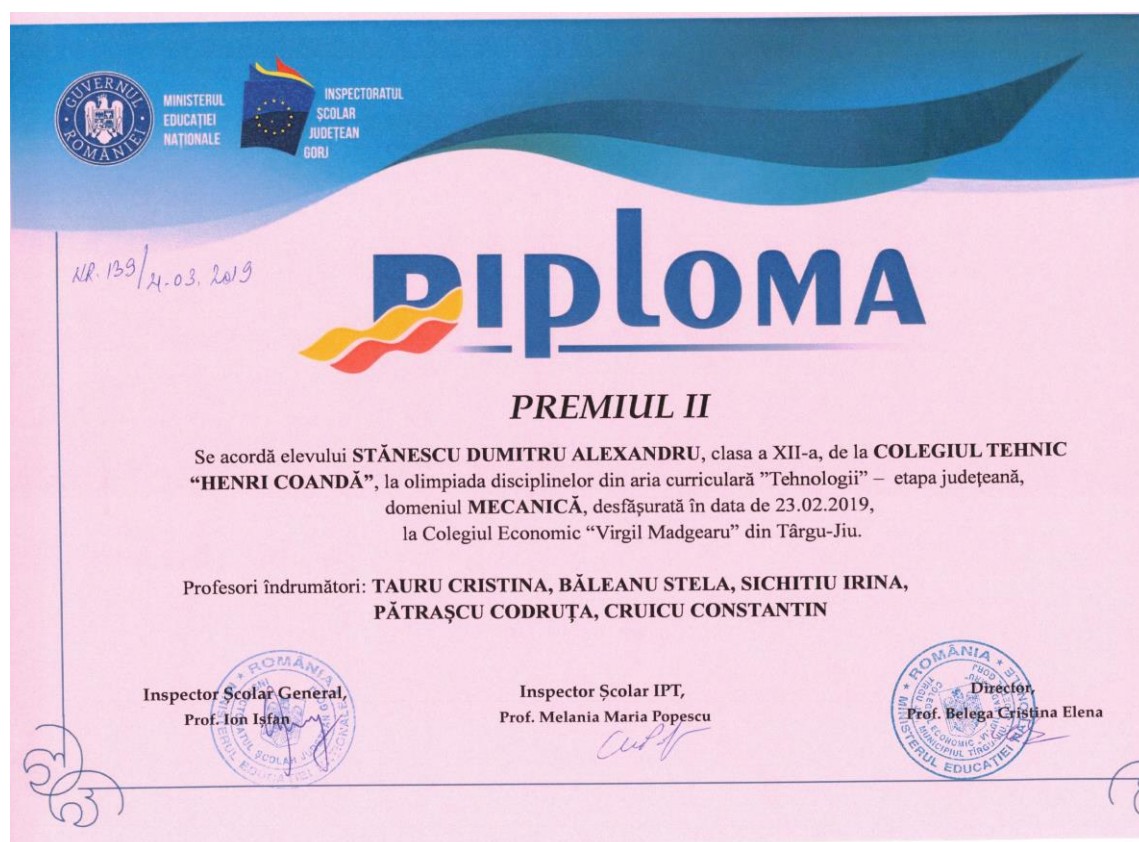 GUVERNUL ROMÂNIEI
MINISTERUL
EDUCAȚIEI
NAȚIONALE
INSPECTORATUL
ȘCOLAR
JUDEȚEAN
GORJ
NR. 139/4.03.2019
DIPLOMA
PREMIUL II
Se acordă elevului STĂNESCU DUMITRU ALEXANDRU, clasa a XII-a, de la COLEGIUL TEHNIC
“HENRI COANDĂ”, la olimpiada disciplinelor din aria curriculară ”Tehnologii” – etapa județeană,
domeniul MECANICĂ, desfășurată în data de 23.02.2019,
la Colegiul Economic “Virgil Madgearu” din Târgu-Jiu.
Profesori îndrumători: TAURU CRISTINA, BĂLEANU STELA, SICHITIU IRINA,
PĂTRAȘCU CODRUȚA, CRUICU CONSTANTIN
Inspector Școlar General,
Prof. Ion Ișfan
Inspector Școlar IPT,
Prof. Melania Maria Popescu
Director,
Prof. Belega Cristina Elena
ROMÂNIA
ROMÂNIA
MINISTERUL EDUCAȚIEI